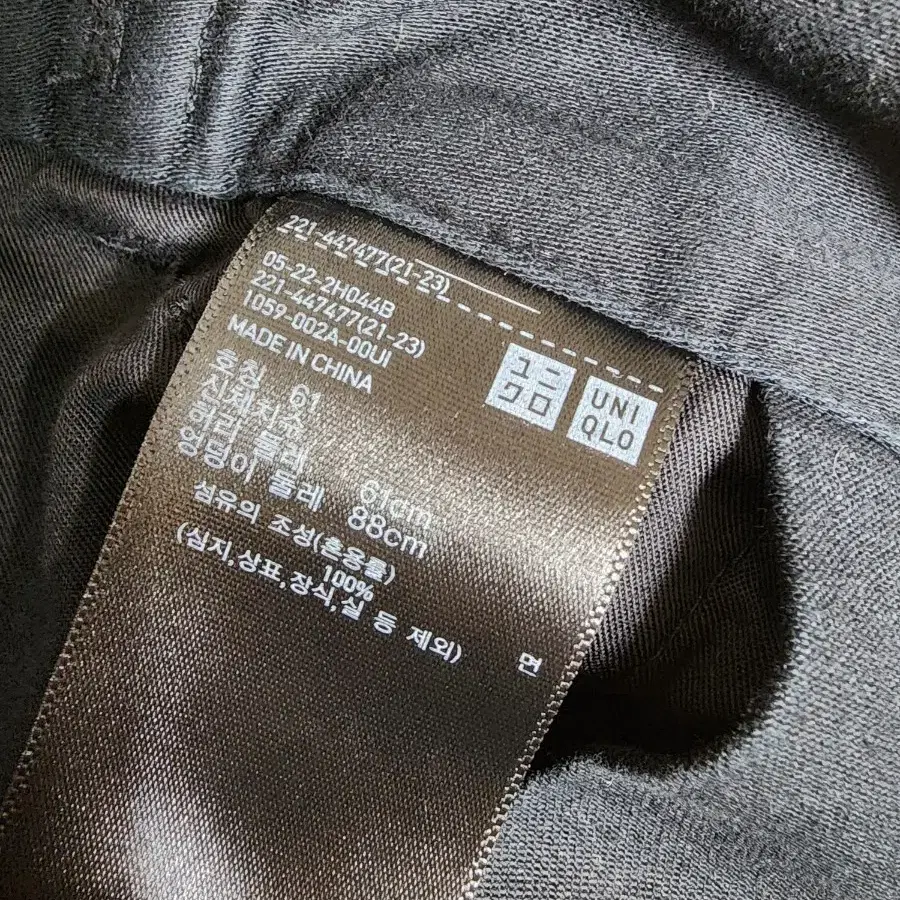 221-447477(21-23)
05-22-2H044B
221-447477(21-23)
1059-002A-00UI
MADE IN CHINA
ユニ
クロ
UNI
QLO
호칭 61
신체치수
허리 둘레 61cm
엉덩이 둘레 88cm
섬유의 조성(혼용률)
100% 면
(심지,상표,장식,실 등 제외)